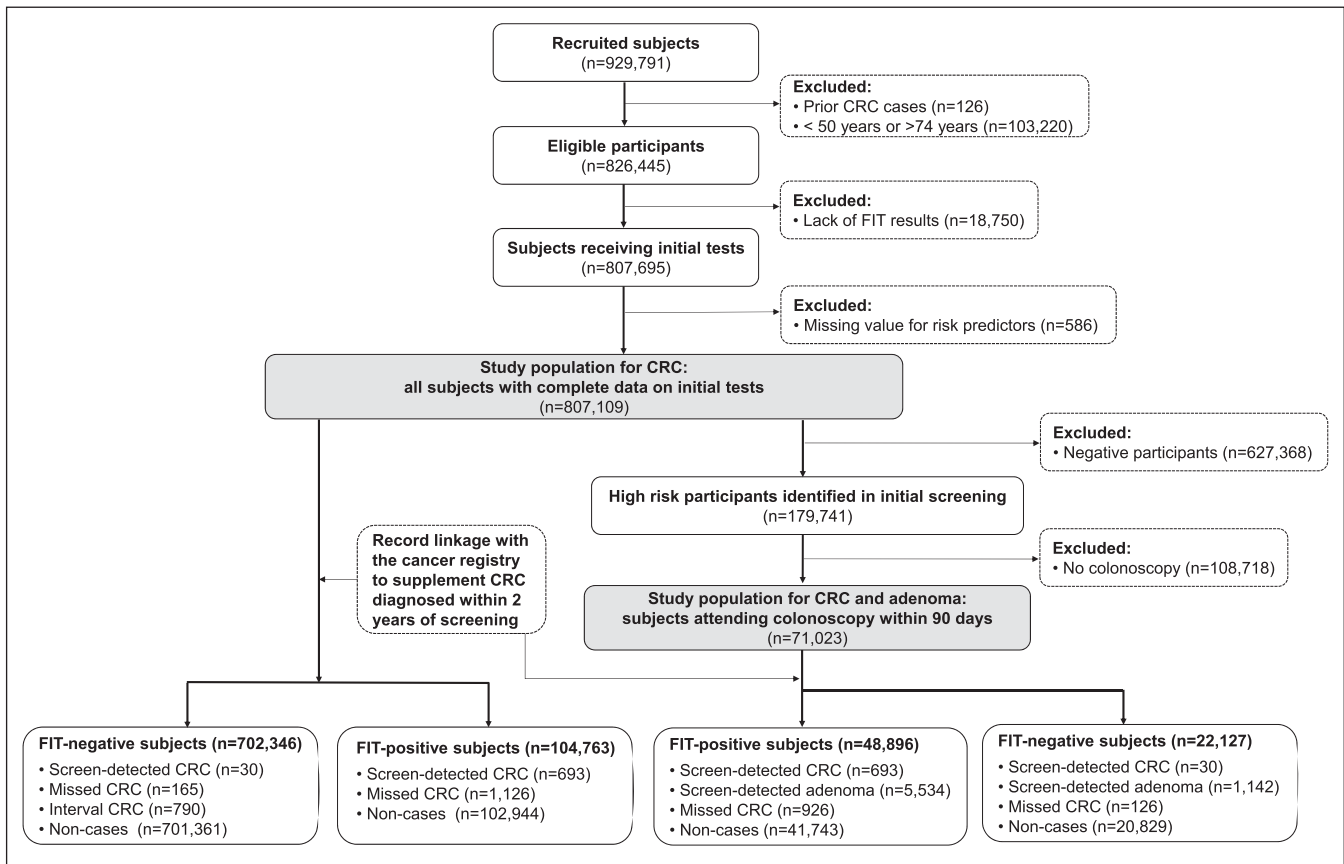 Recruited subjects
(n=929,791)
Excluded:
• Prior CRC cases (n=126)
• < 50 years or >74 years (n=103,220)
Eligible participants
(n=826,445)
Excluded:
• Lack of FIT results (n=18,750)
Subjects receiving initial tests
(n=807,695)
Excluded:
• Missing value for risk predictors (n=586)
Study population for CRC:
all subjects with complete data on initial tests
(n=807,109)
Excluded:
• Negative participants (n=627,368)
High risk participants identified in initial screening
(n=179,741)
Record linkage with
the cancer registry
to supplement CRC
diagnosed within 2
years of screening
Excluded:
• No colonoscopy (n=108,718)
Study population for CRC and adenoma:
subjects attending colonoscopy within 90 days
(n=71,023)
FIT-negative subjects (n=702,346)
• Screen-detected CRC (n=30)
• Missed CRC (n=165)
• Interval CRC (n=790)
• Non-cases (n=701,361)
FIT-positive subjects (n=104,763)
• Screen-detected CRC (n=693)
• Missed CRC (n=1,126)
• Non-cases (n=102,944)
FIT-positive subjects (n=48,896)
• Screen-detected CRC (n=693)
• Screen-detected adenoma (n=5,534)
• Missed CRC (n=926)
• Non-cases (n=41,743)
FIT-negative subjects (n=22,127)
• Screen-detected CRC (n=30)
• Screen-detected adenoma (n=1,142)
• Missed CRC (n=126)
• Non-cases (n=20,829)